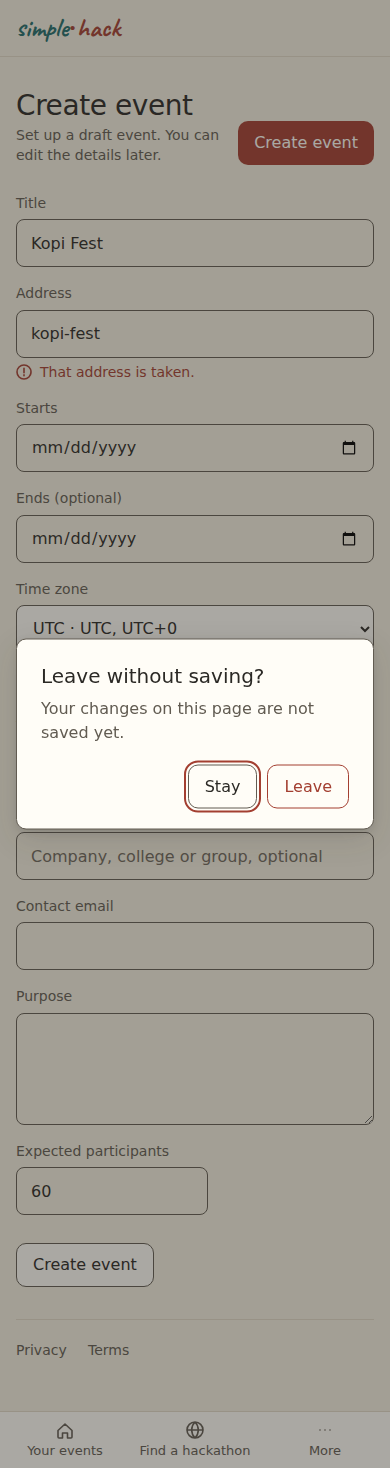 simple hack
Create event
Set up a draft event. You can
edit the details later.
Create event
Title
Kopi Fest
Address
kopi-fest
That address is taken.
Starts
mm/dd/yyyy
Ends (optional)
mm/dd/yyyy
Time zone
UTC · UTC, UTC+0
Leave without saving?
Your changes on this page are not
saved yet.
Stay
Leave
Company, college or group, optional
Contact email
Purpose
Expected participants
60
Create event
Privacy
Terms
Your events
Find a hackathon
More